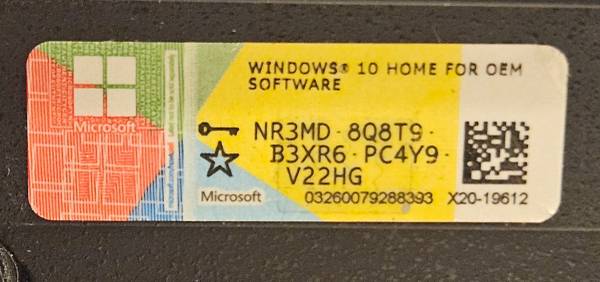 Microsoft
WINDOWS® 10 HOME FOR OEM
SOFTWARE
NR3MD-8Q8T9-
B3XR6-PC4Y9-
V22HG
Microsoft
03260079288393 X20-19612